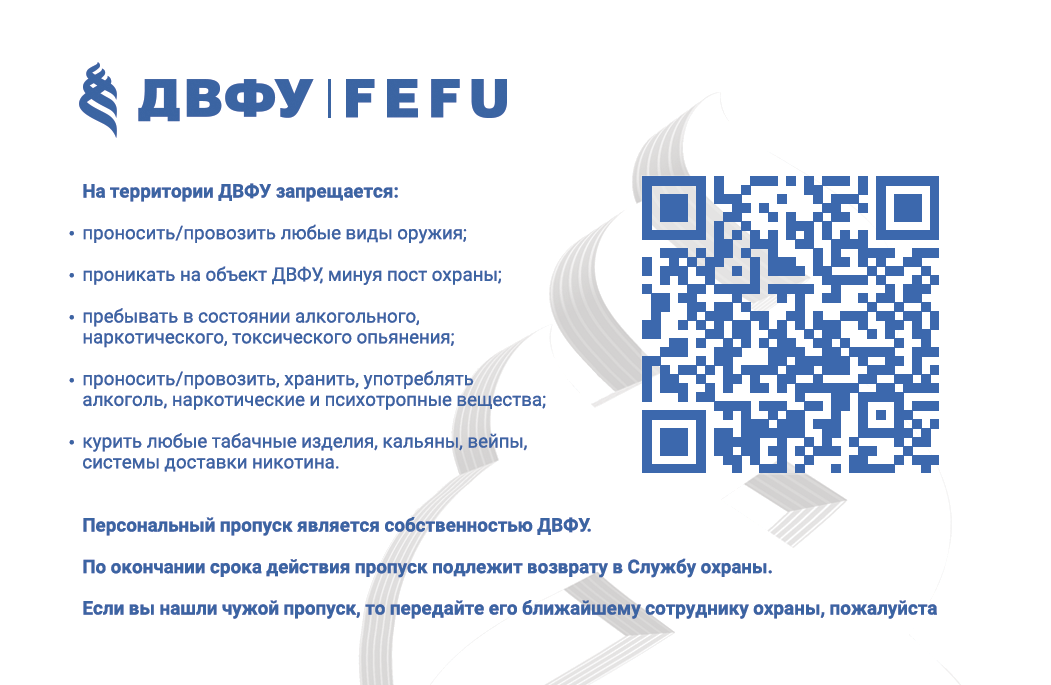 ДВФУ | FEFU
На территории ДВФУ запрещается:
• проносить/провозить любые виды оружия;
• проникать на объект ДВФУ, минуя пост охраны;
• пребывать в состоянии алкогольного,
наркотического, токсического опьянения;
• проносить/провозить, хранить, употреблять
алкоголь, наркотические и психотропные вещества;
• курить любые табачные изделия, кальяны, вейпы,
системы доставки никотина.
Персональный пропуск является собственностью ДВФУ.
По окончании срока действия пропуск подлежит возврату в Службу охраны.
Если вы нашли чужой пропуск, то передайте его ближайшему сотруднику охраны, пожалуйста